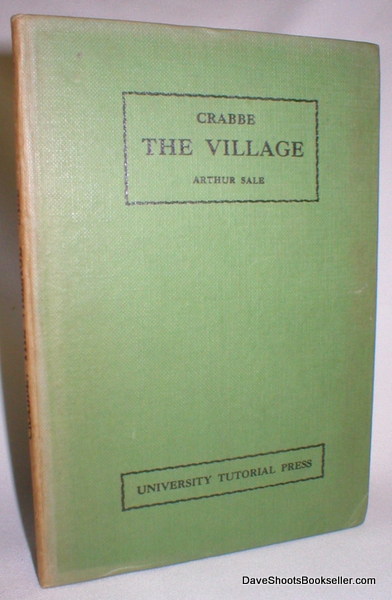 CRABBE
THE VILLAGE
ARTHUR SALE
UNIVERSITY TUTORIAL PRESS
DaveShootsBookseller.com